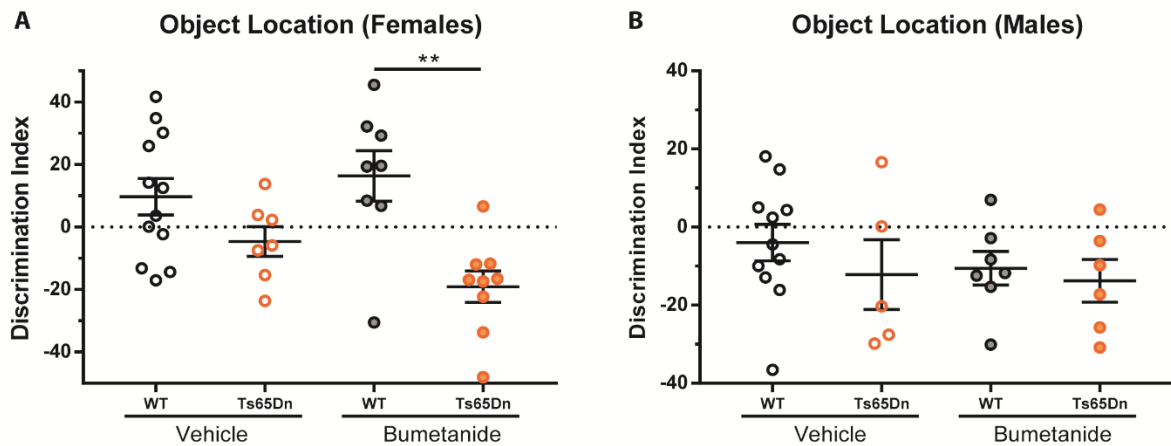 A Object Location (Females)
Discrimination Index
40
20
0
-20
-40
**
WT Ts65Dn WT Ts65Dn
Vehicle Bumetanide
B Object Location (Males)
Discrimination Index
40
20
0
-20
-40
WT Ts65Dn WT Ts65Dn
Vehicle Bumetanide